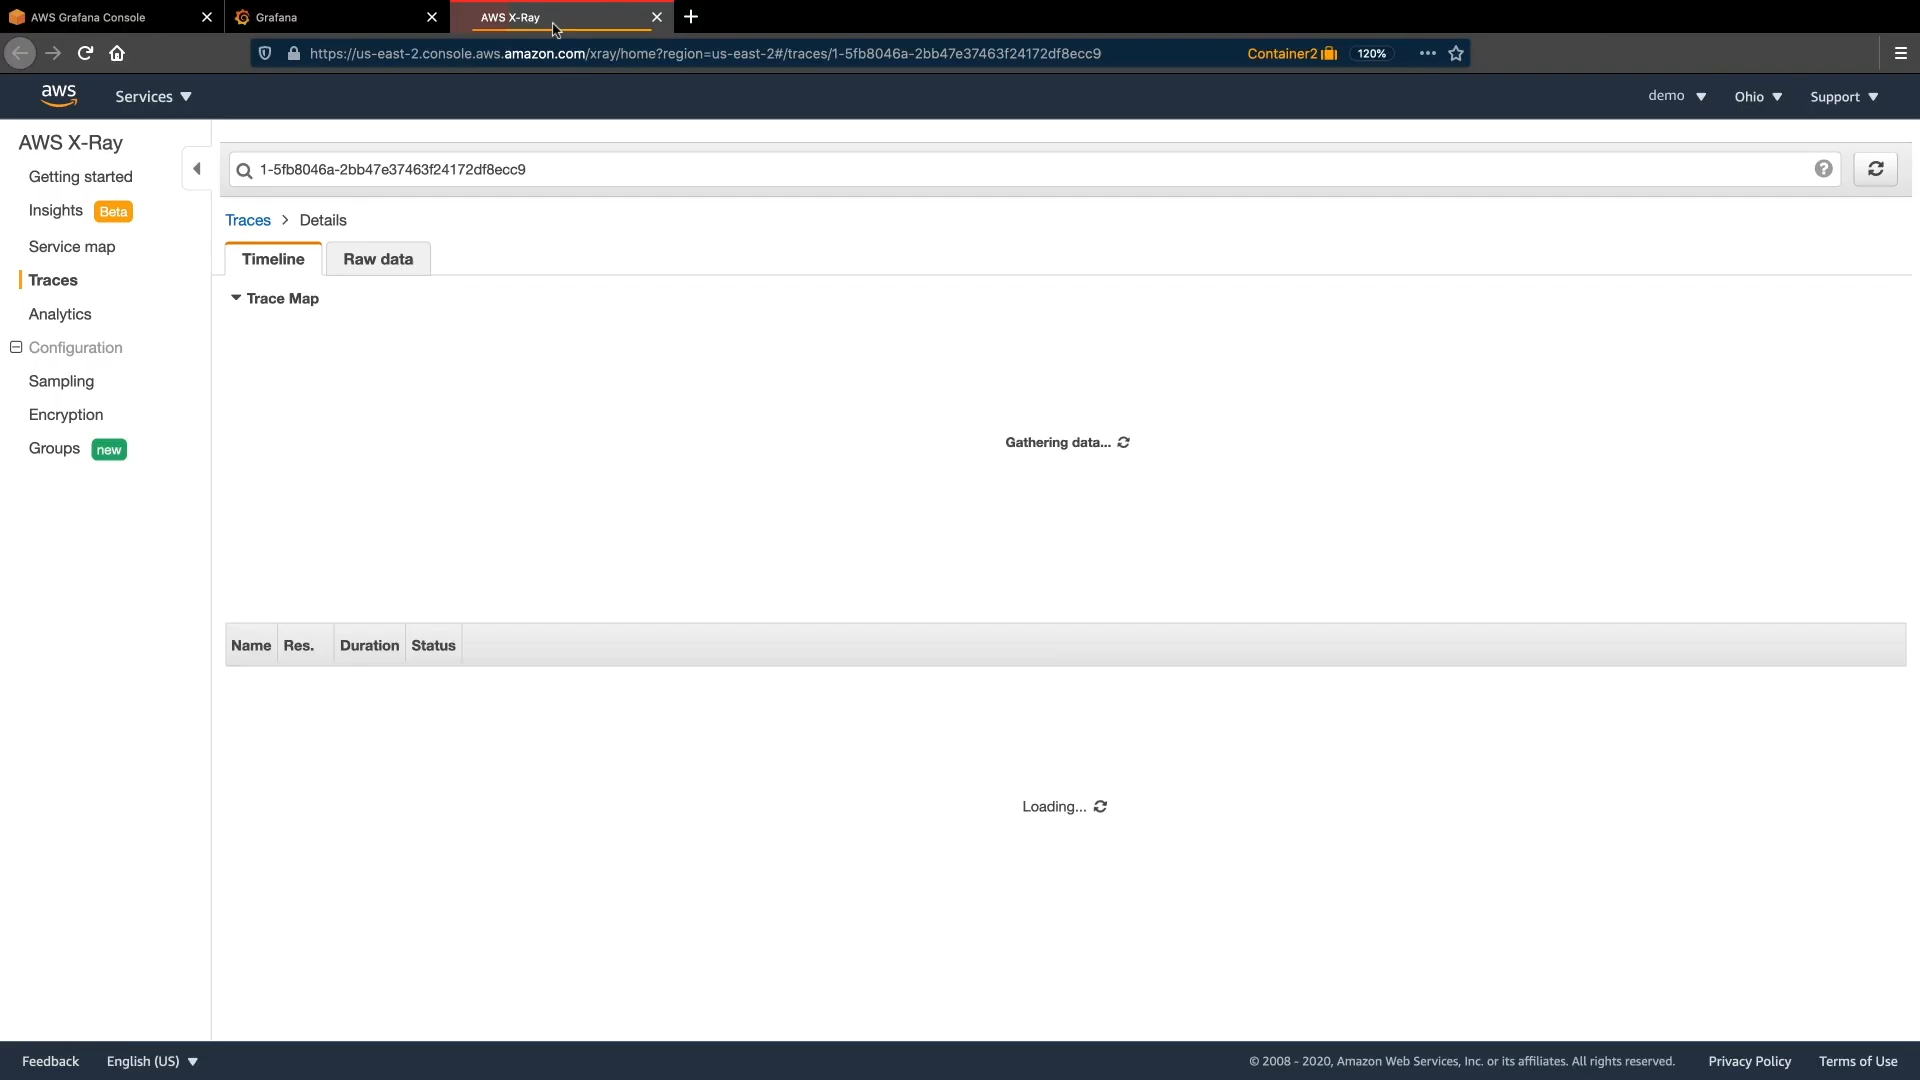 AWS Grafana Console
Grafana
AWS X-Ray
https://us-east-2.console.aws.amazon.com/xray/home?region=us-east-2#/traces/1-5fb8046a-2bb47e37463f24172df8ecc9
Container2
120%
aws
Services
demo
Ohio
Support
AWS X-Ray
Getting started
Insights Beta
Service map
Traces
Analytics
Configuration
Sampling
Encryption
Groups new
1-5fb8046a-2bb47e37463f24172df8ecc9
Traces > Details
Timeline
Raw data
Trace Map
Gathering data...
Name Res. Duration Status
Loading...
Feedback
English (US)
© 2008 - 2020, Amazon Web Services, Inc. or its affiliates. All rights reserved.
Privacy Policy
Terms of Use